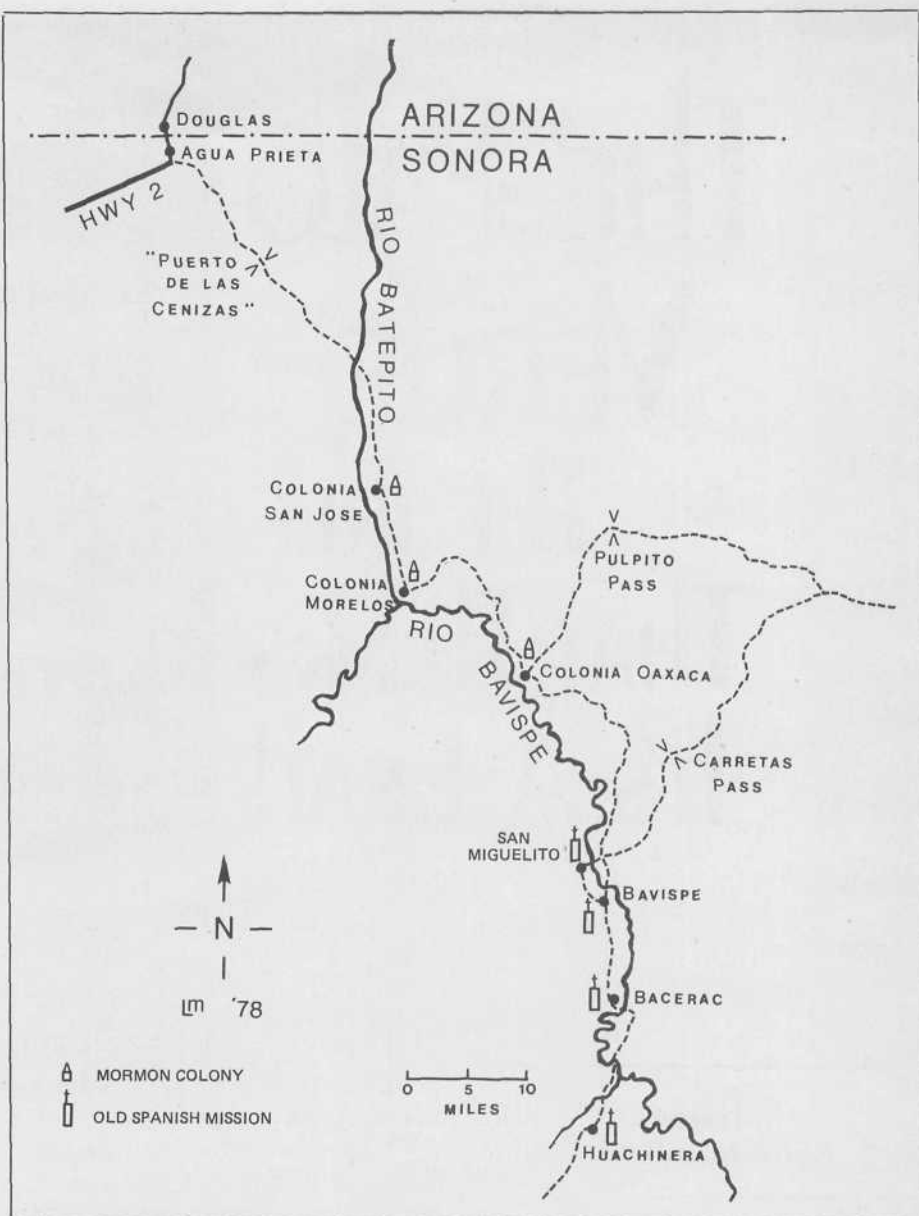 DOUGLAS
ARIZONA
AGUA PRIETA
SONORA
HWY 2
RIO BATEPITO
"PUERTO
DE LAS
CENIZAS"
COLONIA
SAN JOSE
PULPITO
PASS
COLONIA
MORELOS
RIO BAVISPE
COLONIA OAXACA
CARRETAS
PASS
SAN
MIGUELITO
BAVISPE
N
Lm '78
BACERAC
MORMON COLONY
0 5 10
MILES
OLD SPANISH MISSION
HUACHINERA